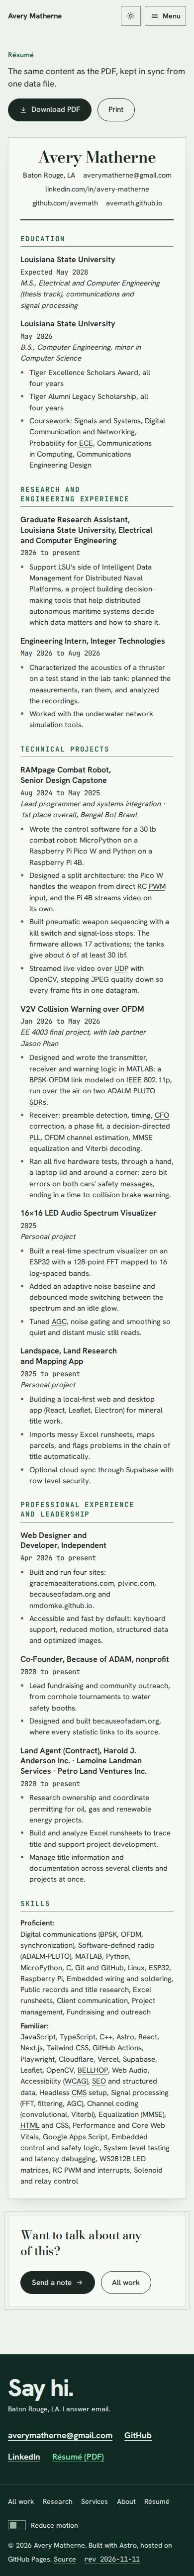 Avery Matherne
Menu
Résumé
The same content as the PDF, kept in sync from
one data file.
Download PDF
Print
Avery Matherne
Baton Rouge, LA averymatherne@gmail.com
linkedin.com/in/avery-matherne
github.com/avemath avemath.github.io
EDUCATION
Louisiana State University
Expected May 2028
M.S., Electrical and Computer Engineering
(thesis track), communications and
signal processing
Louisiana State University
May 2026
B.S., Computer Engineering, minor in
Computer Science
Tiger Excellence Scholars Award, all
four years
Tiger Alumni Legacy Scholarship, all
four years
Coursework: Signals and Systems, Digital
Communication and Networking,
Probability for ECE, Communications
in Computing, Communications
Engineering Design
RESEARCH AND
ENGINEERING EXPERIENCE
Graduate Research Assistant,
Louisiana State University, Electrical
and Computer Engineering
2026 to present
Support LSU's side of Intelligent Data
Management for Distributed Naval
Platforms, a project building decision-
making tools that help distributed
autonomous maritime systems decide
which data matters and how to share it.
Engineering Intern, Integer Technologies
May 2026 to Aug 2026
Characterized the acoustics of a thruster
on a test stand in the lab tank: planned the
measurements, ran them, and analyzed
the recordings.
Worked with the underwater network
simulation tools.
TECHNICAL PROJECTS
RAMpage Combat Robot,
Senior Design Capstone
Aug 2024 to May 2025
Lead programmer and systems integration ·
1st place overall, Bengal Bot Brawl
Wrote the control software for a 30 lb
combat robot: MicroPython on a
Raspberry Pi Pico W and Python on a
Raspberry Pi 4B.
Designed a split architecture: the Pico W
handles the weapon from direct RC PWM
input, and the Pi 4B streams video on
its own.
Built pneumatic weapon sequencing with a
kill switch and signal-loss stops. The
firmware allows 17 activations; the tanks
give about 6 of at least 30 lbf.
Streamed live video over UDP with
OpenCV, stepping JPEG quality down so
every frame fits in one datagram.
V2V Collision Warning over OFDM
Jan 2026 to May 2026
EE 4003 final project, with lab partner
Jason Phan
Designed and wrote the transmitter,
receiver and warning logic in MATLAB: a
BPSK-OFDM link modeled on IEEE 802.11p,
run over the air on two ADALM-PLUTO
SDRs.
Receiver: preamble detection, timing, CFO
correction, a phase fit, a decision-directed
PLL, OFDM channel estimation, MMSE
equalization and Viterbi decoding.
Ran all five hardware tests, through a hand,
a laptop lid and around a corner: zero bit
errors on both cars' safety messages,
ending in a time-to-collision brake warning.
16×16 LED Audio Spectrum Visualizer
2025
Personal project
Built a real-time spectrum visualizer on an
ESP32 with a 128-point FFT mapped to 16
log-spaced bands.
Added an adaptive noise baseline and
debounced mode switching between the
spectrum and an idle glow.
Tuned AGC, noise gating and smoothing so
quiet and distant music still reads.
Landspace, Land Research
and Mapping App
2025 to present
Personal project
Building a local-first web and desktop
app (React, Leaflet, Electron) for mineral
title work.
Imports messy Excel runsheets, maps
parcels, and flags problems in the chain of
title automatically.
Optional cloud sync through Supabase with
row-level security.
PROFESSIONAL EXPERIENCE
AND LEADERSHIP
Web Designer and
Developer, Independent
Apr 2026 to present
Built and run four sites:
gracemaealterations.com, plvinc.com,
becauseofadam.org and
nmdomke.github.io.
Accessible and fast by default: keyboard
support, reduced motion, structured data
and optimized images.
Co-Founder, Because of ADAM, nonprofit
2020 to present
Lead fundraising and community outreach,
from cornhole tournaments to water
safety booths.
Designed and built becauseofadam.org,
where every statistic links to its source.
Land Agent (Contract), Harold J.
Anderson Inc. · Lemoine Landman
Services · Petro Land Ventures Inc.
2020 to present
Research ownership and coordinate
permitting for oil, gas and renewable
energy projects.
Build and analyze Excel runsheets to trace
title and support project development.
Manage title information and
documentation across several clients and
projects at once.
SKILLS
Proficient:
Digital communications (BPSK, OFDM,
synchronization), Software-defined radio
(ADALM-PLUTO), MATLAB, Python,
MicroPython, C, Git and GitHub, Linux, ESP32,
Raspberry Pi, Embedded wiring and soldering,
Public records and title research, Excel
runsheets, Client communication, Project
management, Fundraising and outreach
Familiar:
JavaScript, TypeScript, C++, Astro, React,
Next.js, Tailwind CSS, GitHub Actions,
Playwright, Cloudflare, Vercel, Supabase,
Leaflet, OpenCV, BELLHOP, Web Audio,
Accessibility (WCAG), SEO and structured
data, Headless CMS setup, Signal processing
(FFT, filtering, AGC), Channel coding
(convolutional, Viterbi), Equalization (MMSE),
HTML and CSS, Performance and Core Web
Vitals, Google Apps Script, Embedded
control and safety logic, System-level testing
and latency debugging, WS2812B LED
matrices, RC PWM and interrupts, Solenoid
and relay control
Want to talk about any
of this?
Send a note →
All work
Say hi.
Baton Rouge, LA. I answer email.
averymatherne@gmail.com GitHub
LinkedIn Résumé (PDF)
All work Research Services About Résumé
Reduce motion
© 2026 Avery Matherne. Built with Astro, hosted on
GitHub Pages. Source rev 2026-11-11